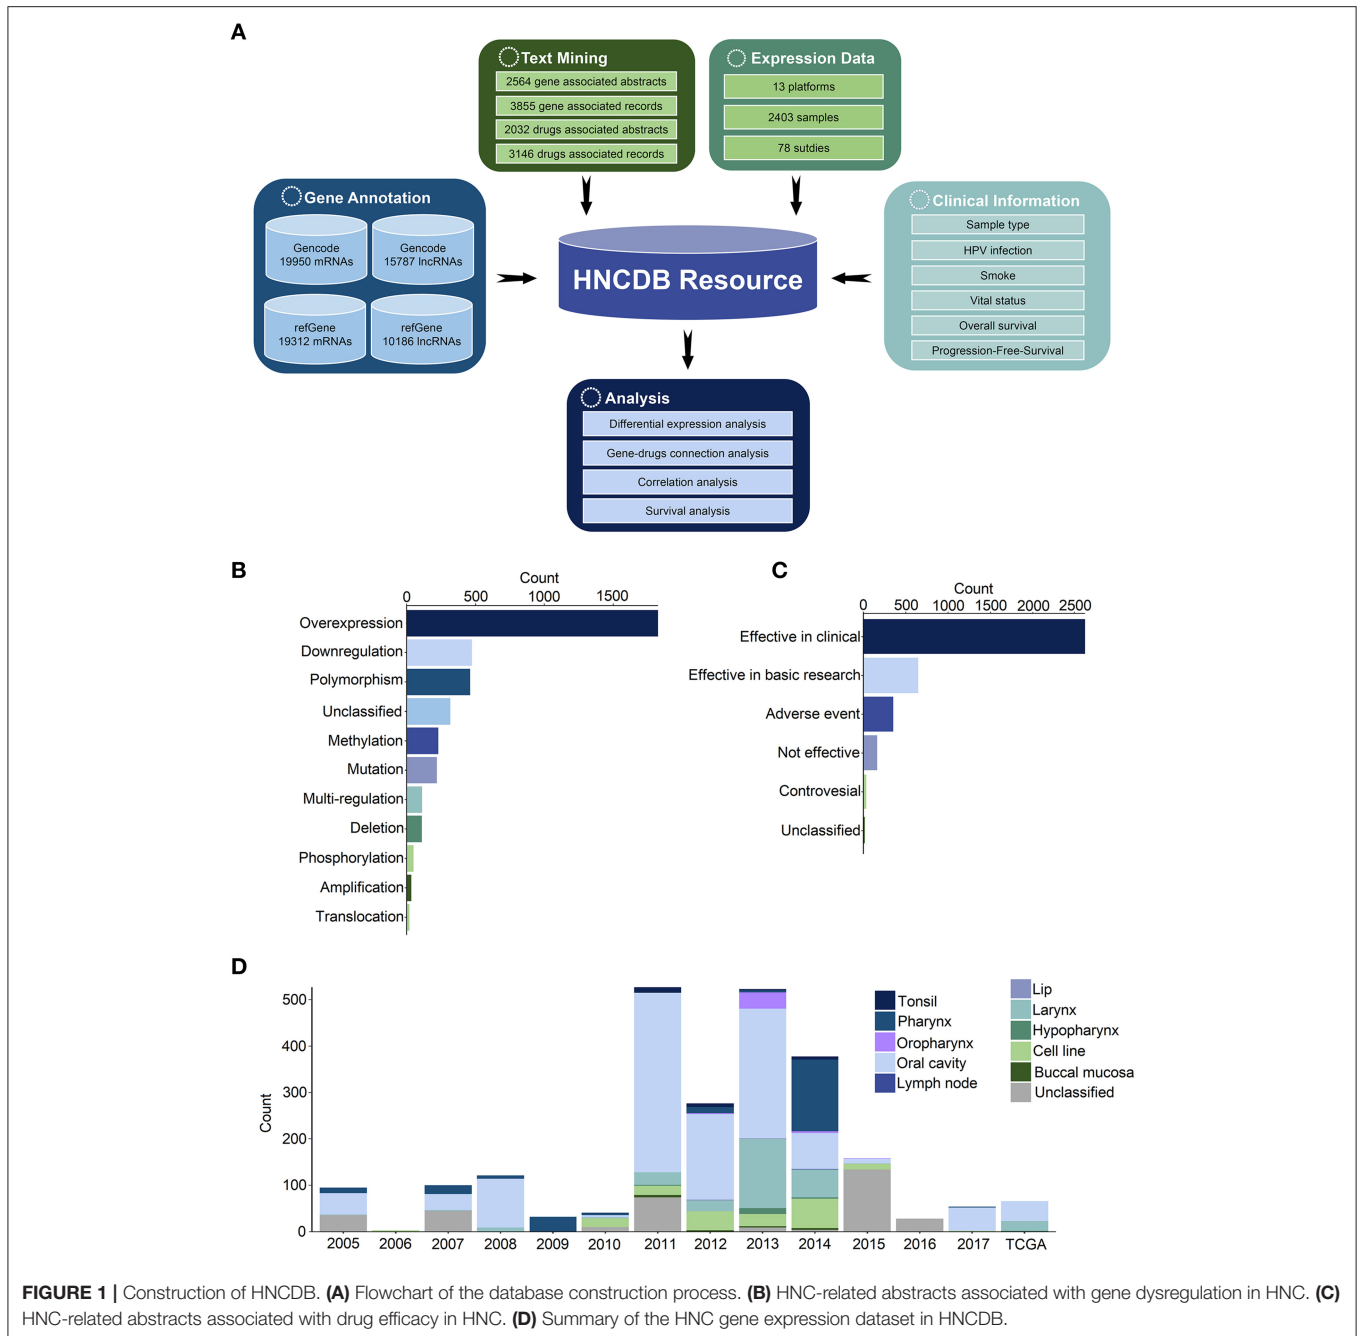 A
Text Mining
2564 gene associated abstracts
3855 gene associated records
2032 drugs associated abstracts
3146 drugs associated records
Expression Data
13 platforms
2403 samples
78 sutdies
Gene Annotation
Gencode
19950 mRNAs
Gencode
15787 lncRNAs
refGene
19312 mRNAs
refGene
10186 lncRNAs
HNCDB Resource
Clinical Information
Sample type
HPV infection
Smoke
Vital status
Overall survival
Progression-Free-Survival
Analysis
Differential expression analysis
Gene-drugs connection analysis
Correlation analysis
Survival analysis
B
Count
0 500 1000 1500
Overexpression
Downregulation
Polymorphism
Unclassified
Methylation
Mutation
Multi-regulation
Deletion
Phosphorylation
Amplification
Translocation
C
Count
0 500 1000 1500 2000 2500
Effective in clinical
Effective in basic research
Adverse event
Not effective
Controvesial
Unclassified
D
Count
500
400
300
200
100
0
2005 2006 2007 2008 2009 2010 2011 2012 2013 2014 2015 2016 2017 TCGA
Tonsil
Pharynx
Oropharynx
Oral cavity
Lymph node
Lip
Larynx
Hypopharynx
Cell line
Buccal mucosa
Unclassified
FIGURE 1 | Construction of HNCDB. (A) Flowchart of the database construction process. (B) HNC-related abstracts associated with gene dysregulation in HNC. (C)
HNC-related abstracts associated with drug efficacy in HNC. (D) Summary of the HNC gene expression dataset in HNCDB.